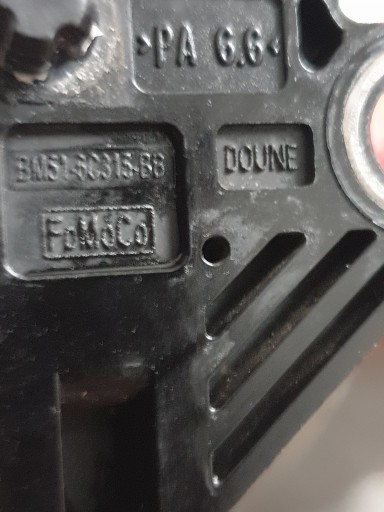 >PA 6.6<
BM51-6C315-BB
DOUNE
FoMoCo